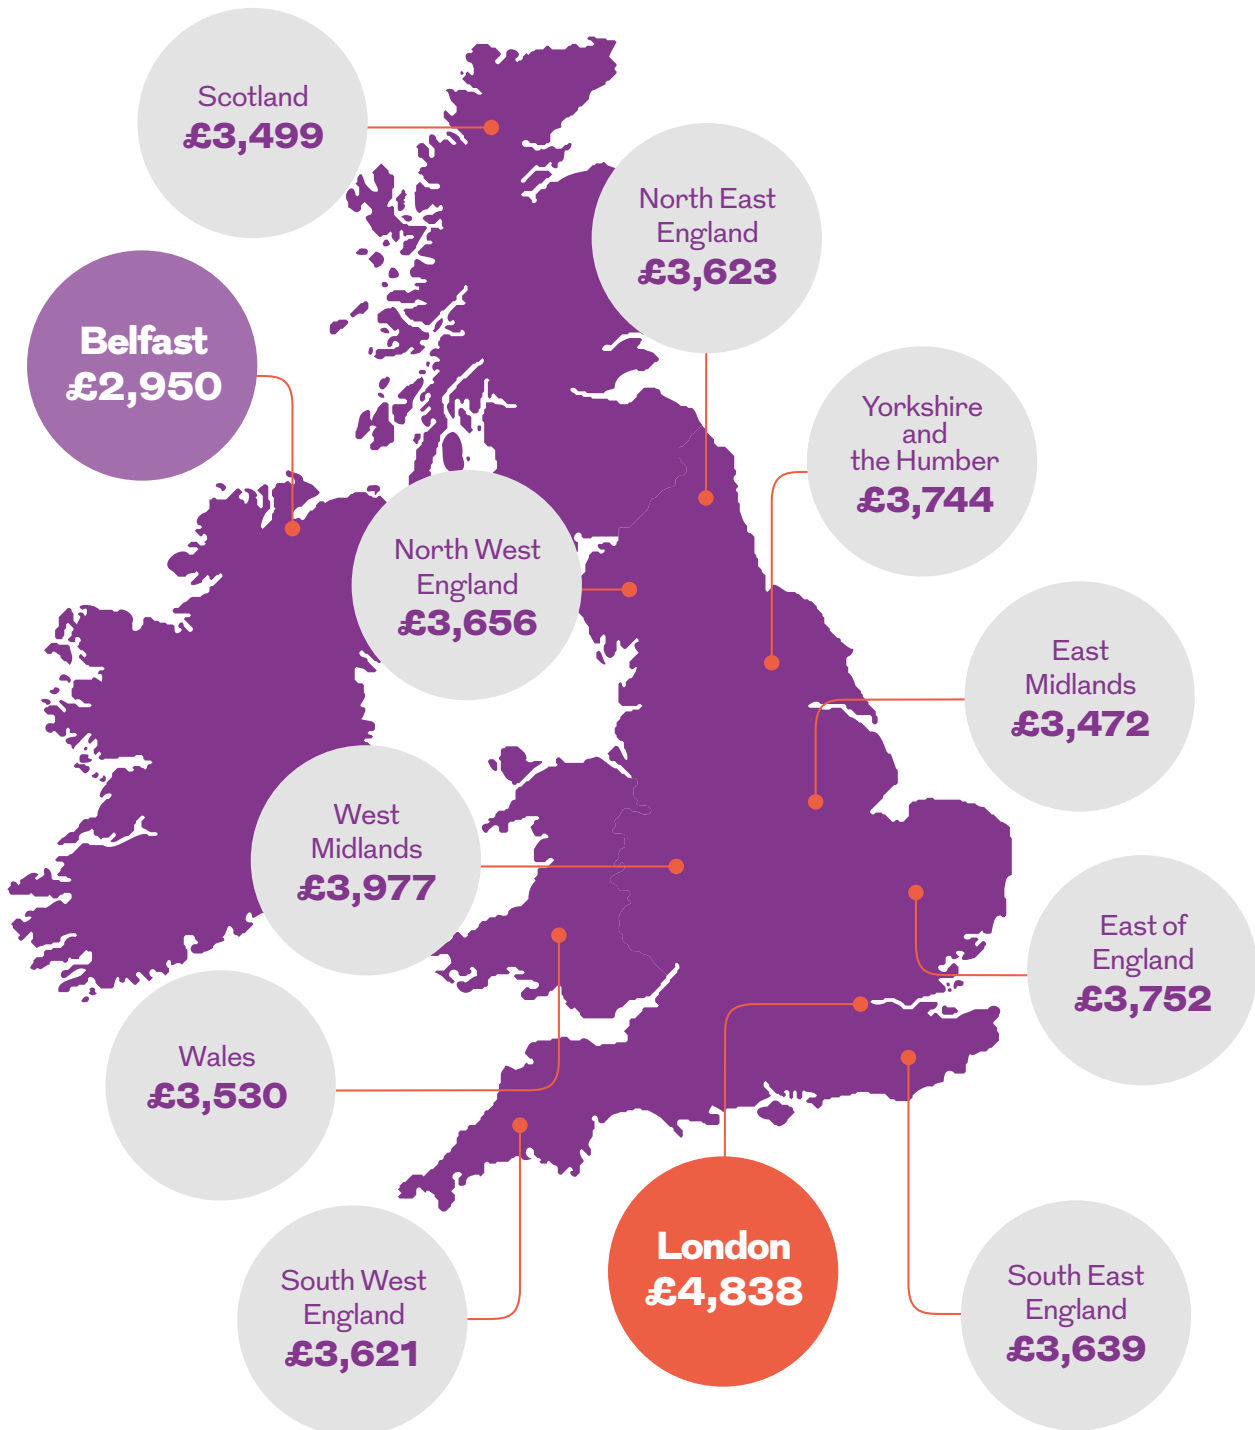 Scotland
£3,499
North East
England
£3,623
Belfast
£2,950
Yorkshire
and
the Humber
£3,744
North West
England
£3,656
East
Midlands
£3,472
West
Midlands
£3,977
East of
England
£3,752
Wales
£3,530
London
£4,838
South West
England
£3,621
South East
England
£3,639